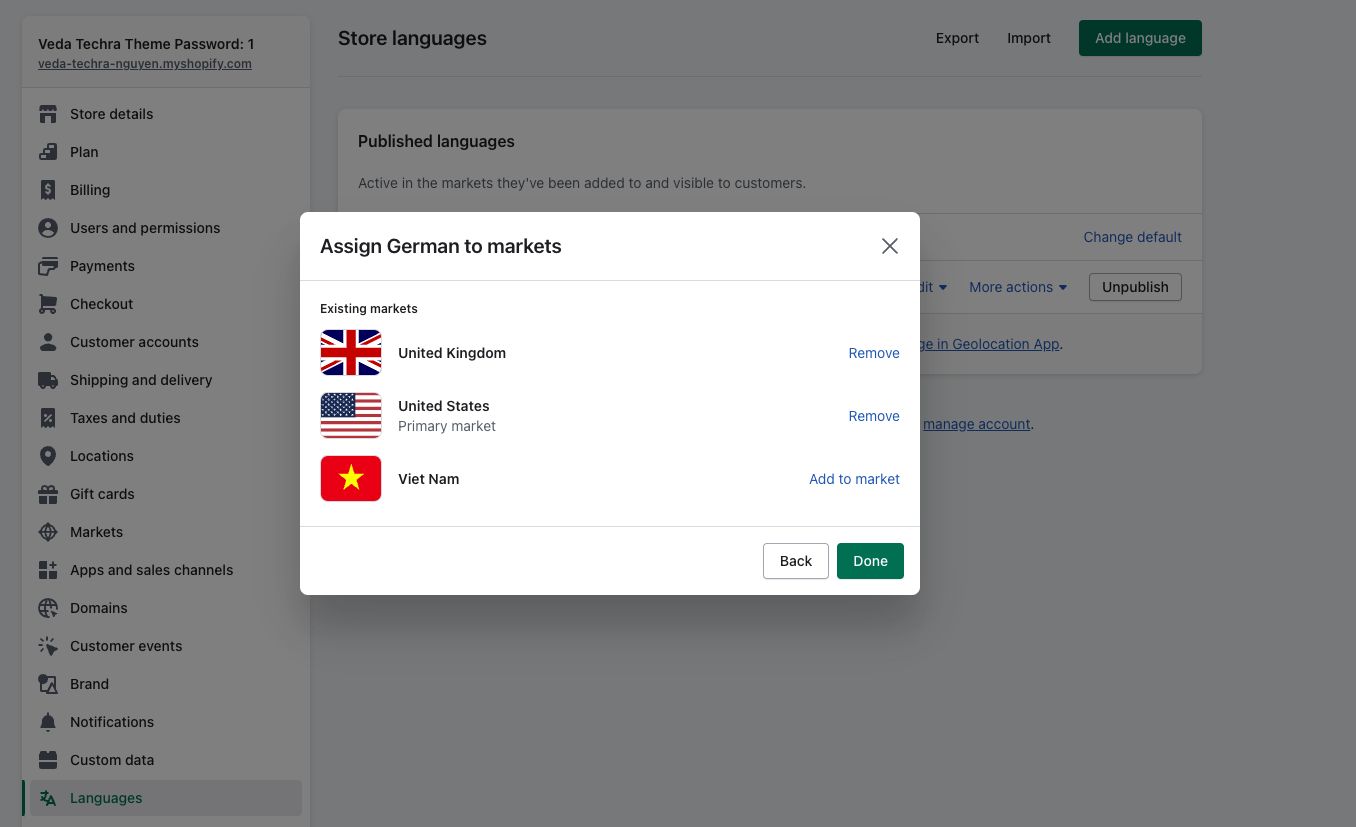 Veda Techra Theme Password: 1
veda-techra-nguyen.myshopify.com
Store details
Plan
Billing
Users and permissions
Payments
Checkout
Customer accounts
Shipping and delivery
Taxes and duties
Locations
Gift cards
Markets
Apps and sales channels
Domains
Customer events
Brand
Notifications
Custom data
Languages
Store languages
Export
Import
Add language
Published languages
Active in the markets they've been added to and visible to customers.
Change default
More actions
Unpublish
in Geolocation App.
manage account.
Assign German to markets
Existing markets
United Kingdom
Remove
United States
Primary market
Remove
Viet Nam
Add to market
Back
Done